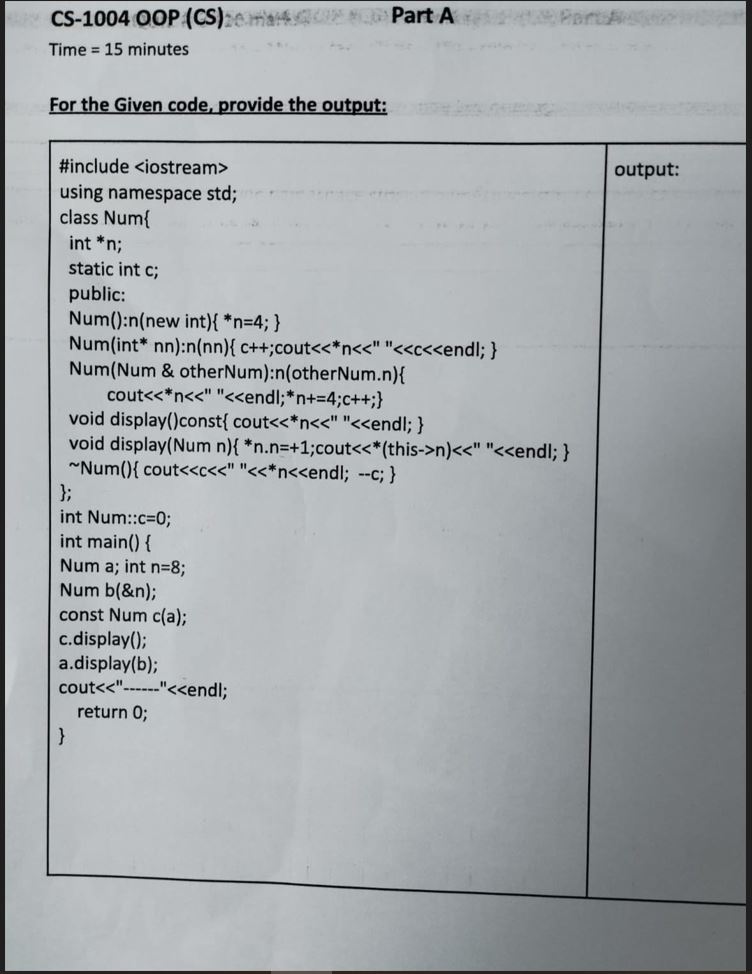 CS-1004 OOP (CS): Part A
Time = 15 minutes
For the Given code, provide the output:
#include <iostream>
using namespace std;
class Num{
int *n;
static int c;
public:
Num():n(new int){ *n=4; }
Num(int* nn):n(nn){ c++;cout<<*n<<" "<<c<<endl; }
Num(Num & otherNum):n(otherNum.n){
cout<<*n<<" "<<endl;*n+=4;c++;}
void display()const{ cout<<*n<<" "<<endl; }
void display(Num n){ *n.n=+1;cout<<*(this->n)<<" "<<endl; }
~Num(){ cout<<c<<" "<<*n<<endl; --c; }
};
int Num::c=0;
int main() {
Num a; int n=8;
Num b(&n);
const Num c(a);
c.display();
a.display(b);
cout<<"------"<<endl;
return 0;
}
output: